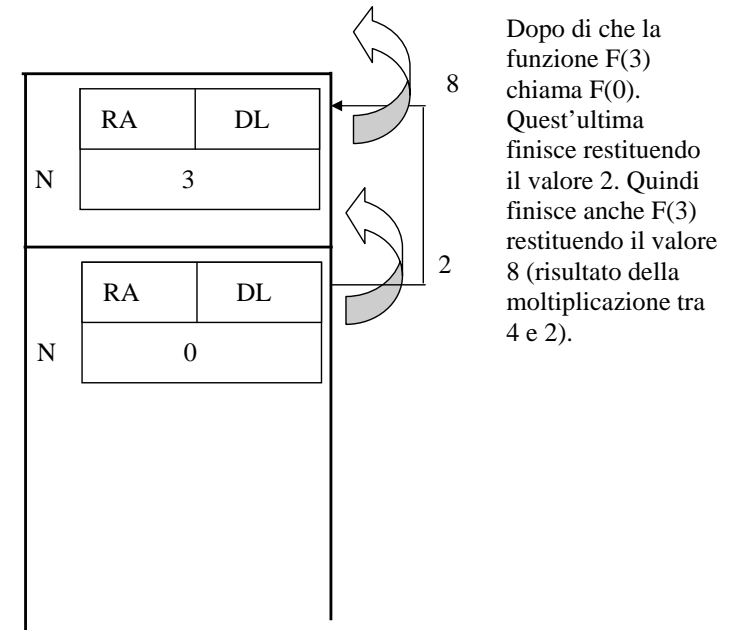 8
RA DL
N 3
2
RA DL
N 0
Dopo di che la
funzione F(3)
chiama F(0).
Quest’ultima
finisce restituendo
il valore 2. Quindi
finisce anche F(3)
restituendo il valore
8 (risultato della
moltiplicazione tra
4 e 2).